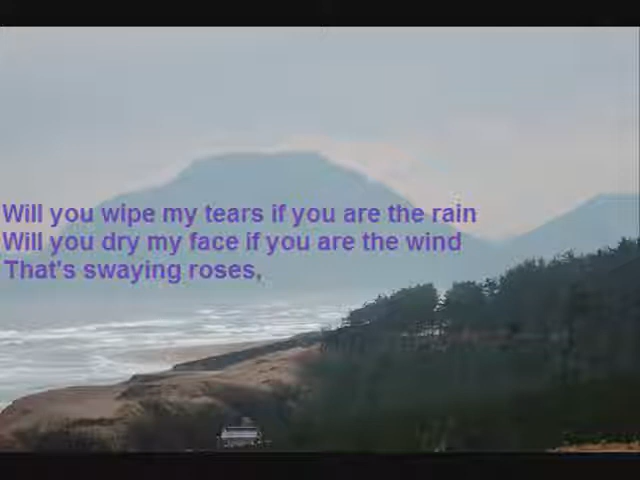 Will you wipe my tears if you are the rain
Will you dry my face if you are the wind
That's swaying roses,